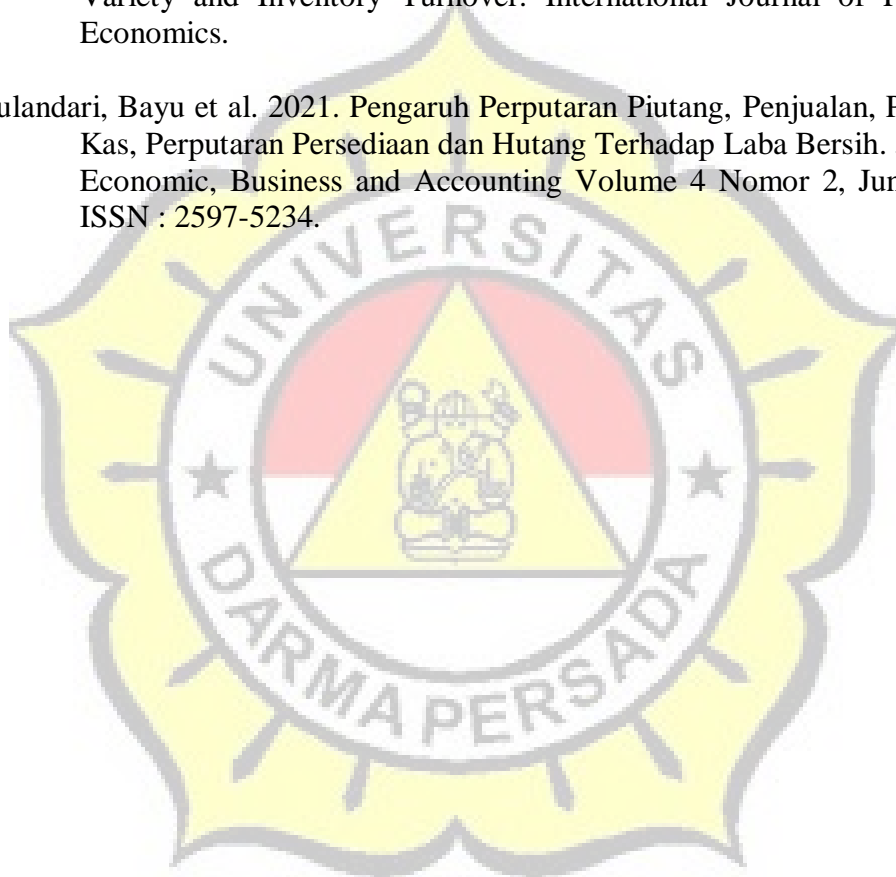 Variety and Inventory Turnover. International Journal of
Economics.
ulandari, Bayu et al. 2021. Pengaruh Perputaran Piutang, Penjualan,
Kas, Perputaran Persediaan dan Hutang Terhadap Laba Bersih.
Economic, Business and Accounting Volume 4 Nomor 2,
ISSN : 2597-5234.
UNIVERSITAS
DARMA PERSADA